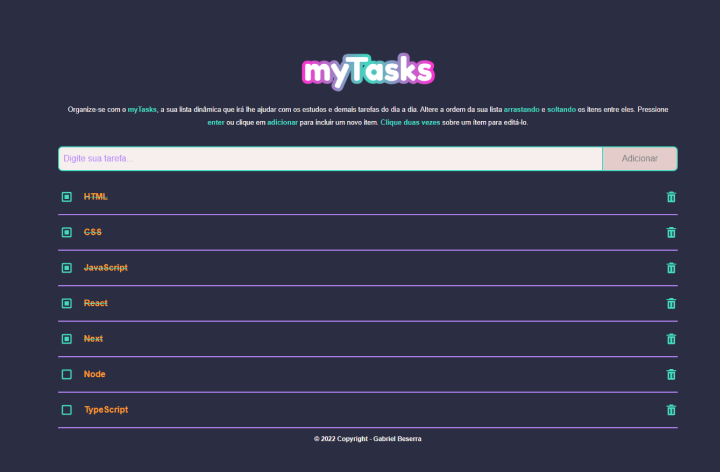 myTasks
Organize-se com o myTasks, a sua lista dinâmica que irá lhe ajudar com os estudos e demais tarefas do dia a dia. Altere a ordem da sua lista arrastando e soltando os itens entre eles. Pressione
enter ou clique em adicionar para incluir um novo item. Clique duas vezes sobre um item para editá-lo.
Digite sua tarefa... Adicionar
HTML
CSS
JavaScript
React
Next
Node
TypeScript
© 2022 Copyright - Gabriel Beserra